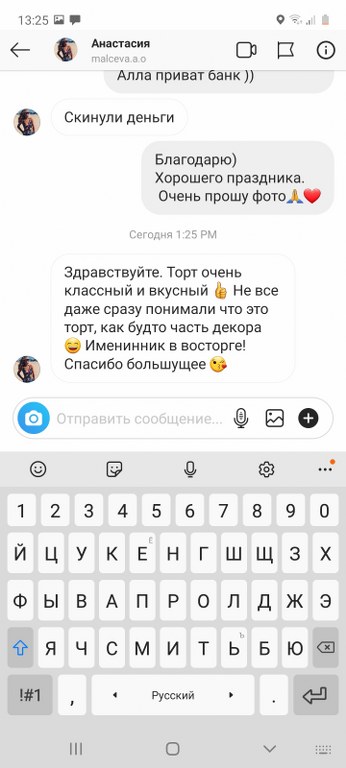 13:25
Анастасия
malceva.a.o
Алла приват банк ))
Скинули деньги
Благодарю)
Хорошего праздника.
Очень прошу фото🙏❤️
Сегодня 1:25 PM
Здравствуйте. Торт очень
классный и вкусный 👍 Не все
даже сразу понимали что это
торт, как будто часть декора
😄 Именинник в восторге!
Спасибо большущее 😘
Отправить сообщение...
1 2 3 4 5 6 7 8 9 0
Й Ц У К Е Ё Н Г Ш Щ З Х
Ф Ы В А П Р О Л Д Ж Э
Я Ч С М И Т Ь Ъ Б Ю
!#1 , Русский .